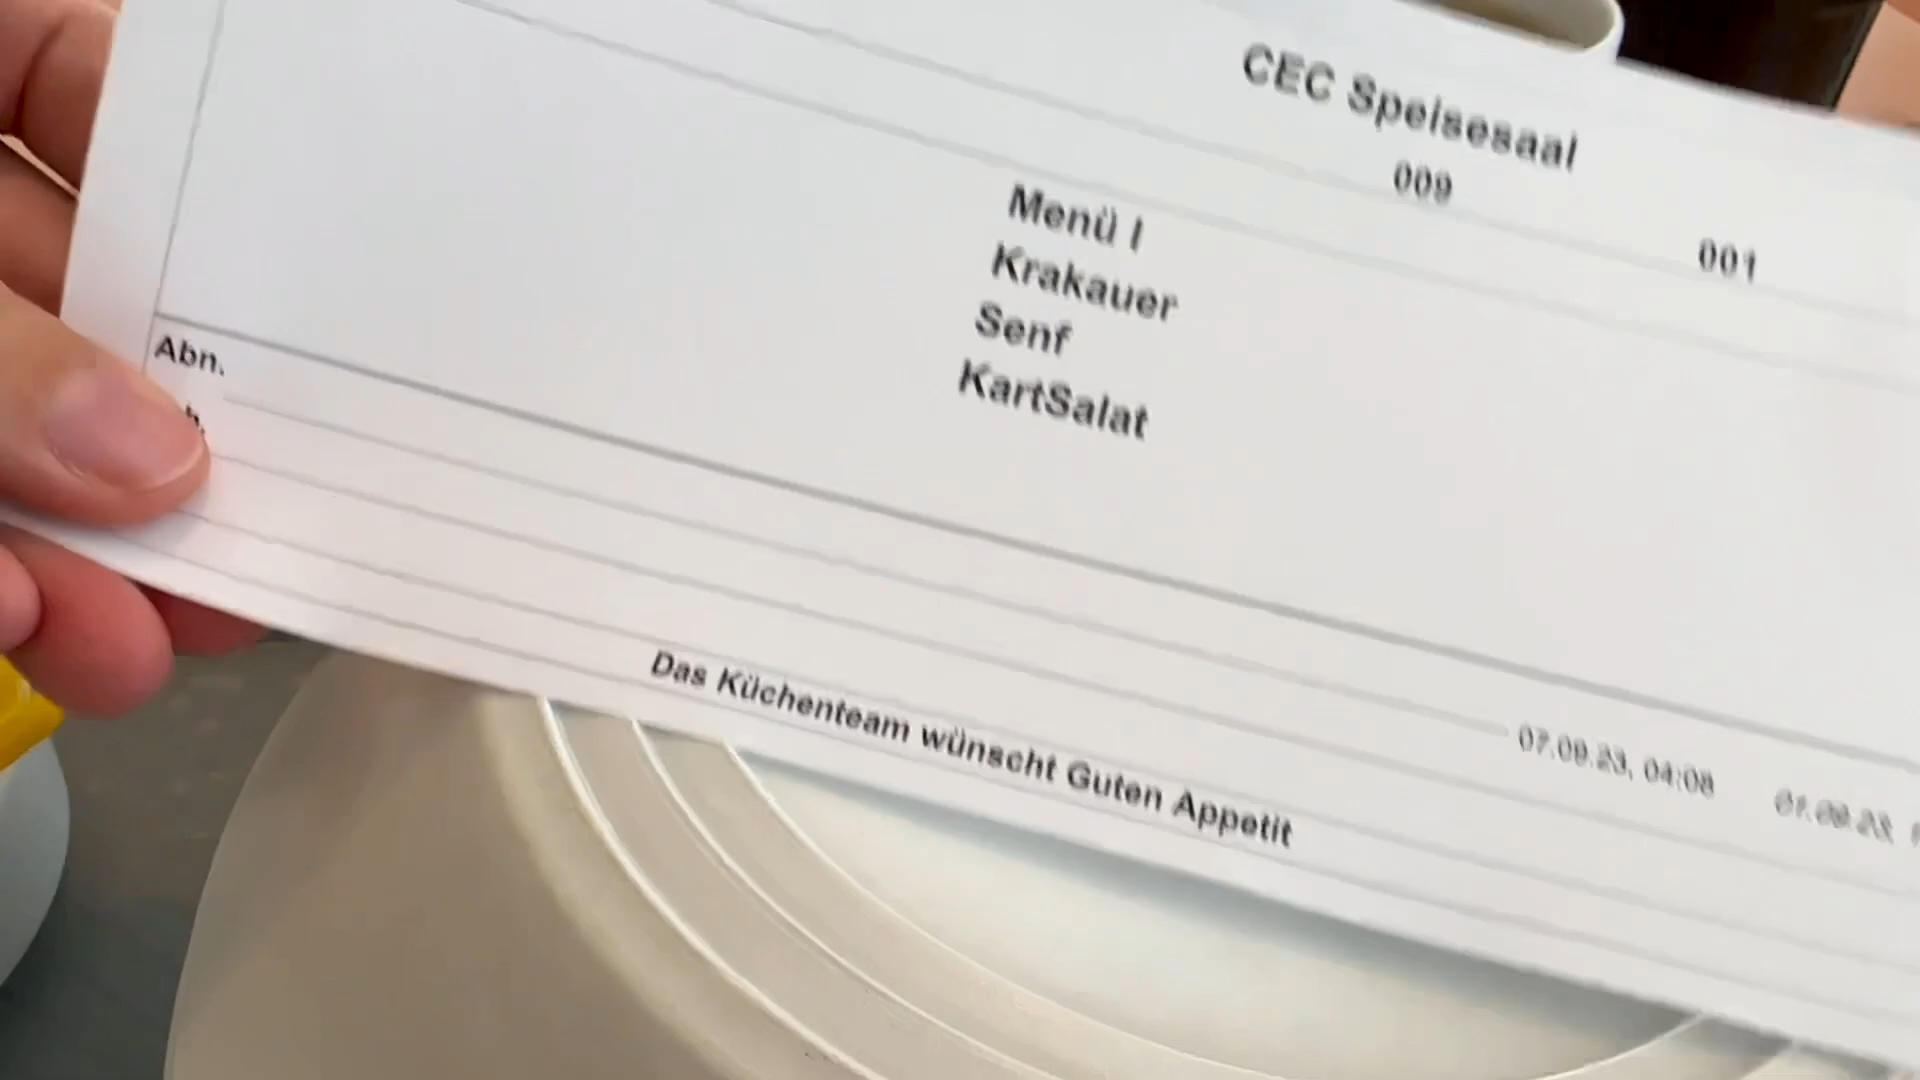 CEC Speisesaal
009
001
Menü I
Krakauer
Senf
KartSalat
Abn.
07.09.23, 04:08
Das Küchenteam wünscht Guten Appetit